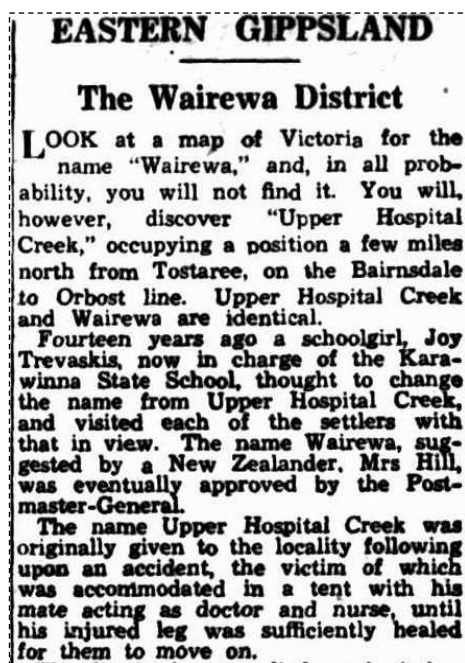 EASTERN GIPPSLAND
The Wairewa District
LOOK at a map of Victoria for the
name "Wairewa," and, in all prob-
ability, you will not find it. You will,
however, discover "Upper Hospital
Creek," occupying a position a few miles
north from Tostaree, on the Bairnsdale
to Orbost line. Upper Hospital Creek
and Wairewa are identical.
Fourteen years ago a schoolgirl, Joy
Trevaskis, now in charge of the Kara-
winna State School, thought to change
the name from Upper Hospital Creek,
and visited each of the settlers with
that in view. The name Wairewa, sug-
gested by a New Zealander, Mrs Hill,
was eventually approved by the Post-
master-General.
The name Upper Hospital Creek was
originally given to the locality following
upon an accident, the victim of which
was accommodated in a tent with his
mate acting as doctor and nurse, until
his injured leg was sufficiently healed
for them to move on.